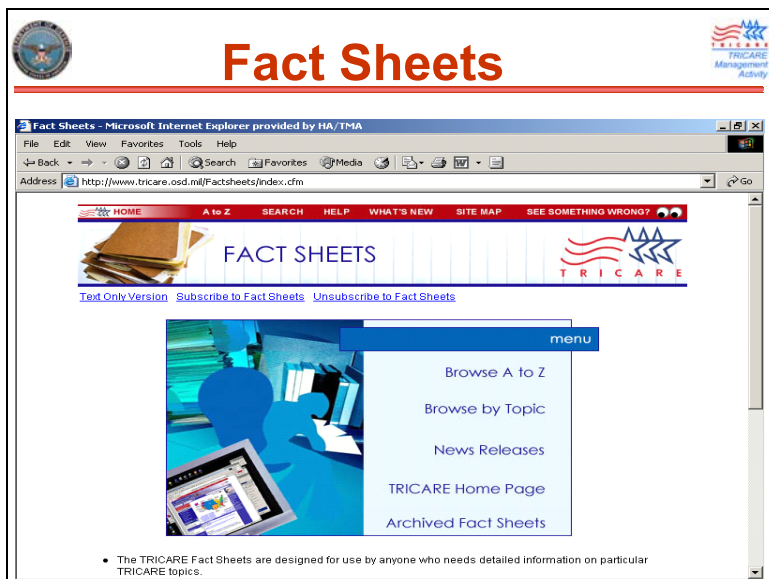 Fact Sheets
TRICARE
TRICARE
Management
Activity
Fact Sheets - Microsoft Internet Explorer provided by HA/TMA
File Edit View Favorites Tools Help
Back Search Favorites Media
Address http://www.tricare.osd.mil/Factsheets/index.cfm Go
HOME A to Z SEARCH HELP WHAT'S NEW SITE MAP SEE SOMETHING WRONG?
FACT SHEETS
TRICARE
Text Only Version Subscribe to Fact Sheets Unsubscribe to Fact Sheets
menu
Browse A to Z
Browse by Topic
News Releases
TRICARE Home Page
Archived Fact Sheets
• The TRICARE Fact Sheets are designed for use by anyone who needs detailed information on particular
TRICARE topics.